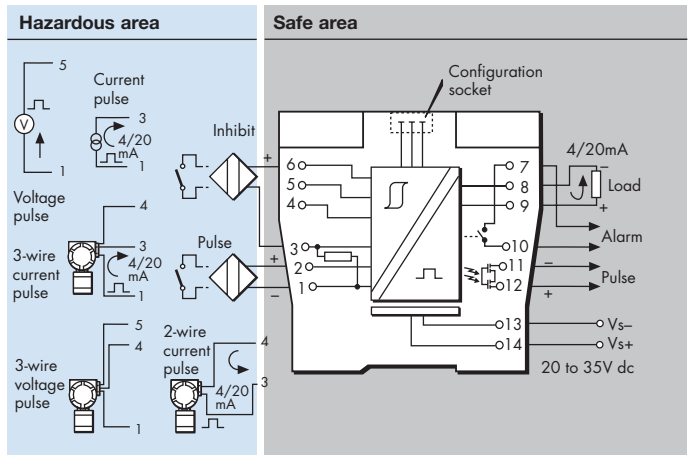 Hazardous area
Safe area
5
V
1
Voltage
pulse
Current
pulse
3
4/20
mA
1
Inhibit
+
Configuration
socket
6
5
4
3
2
1
7
8
9
10
11
12
13
14
4/20mA
−
Load
+
Alarm
−
Pulse
+
Vs−
Vs+
20 to 35V dc
3-wire
current
pulse
4
3
4/20
mA
1
Pulse
+
−
3-wire
voltage
pulse
5
4
1
2-wire
current
pulse
4
4/20
mA
3